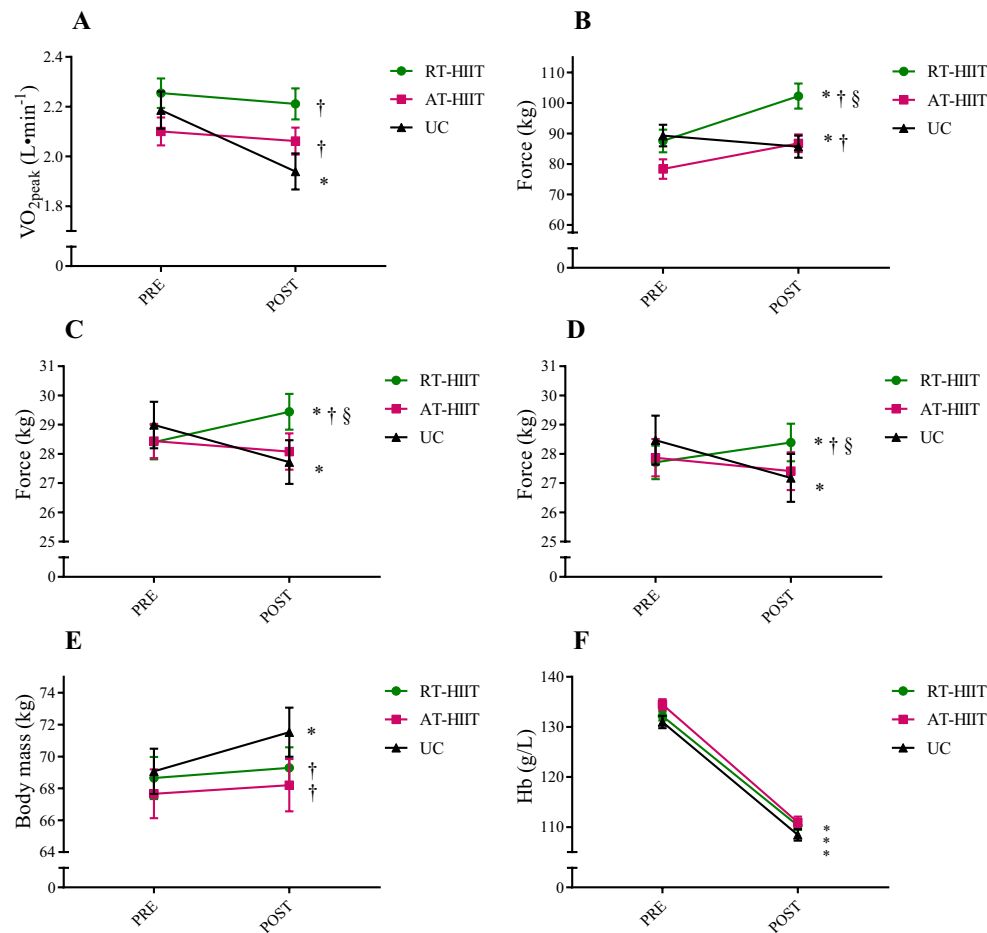 A
VO2peak (L•min-1)
2.4
2.2
2.0
1.8
0
PRE
POST
†
†
*
RT-HIIT
AT-HIIT
UC
B
Force (kg)
110
100
90
80
70
60
0
PRE
POST
* † §
* †
RT-HIIT
AT-HIIT
UC
C
Force (kg)
31
30
29
28
27
26
25
0
PRE
POST
* † §
*
RT-HIIT
AT-HIIT
UC
D
Force (kg)
31
30
29
28
27
26
25
0
PRE
POST
* † §
*
RT-HIIT
AT-HIIT
UC
E
Body mass (kg)
74
72
70
68
66
64
0
PRE
POST
*
†
†
RT-HIIT
AT-HIIT
UC
F
Hb (g/L)
140
130
120
110
0
PRE
POST
*
*
*
RT-HIIT
AT-HIIT
UC